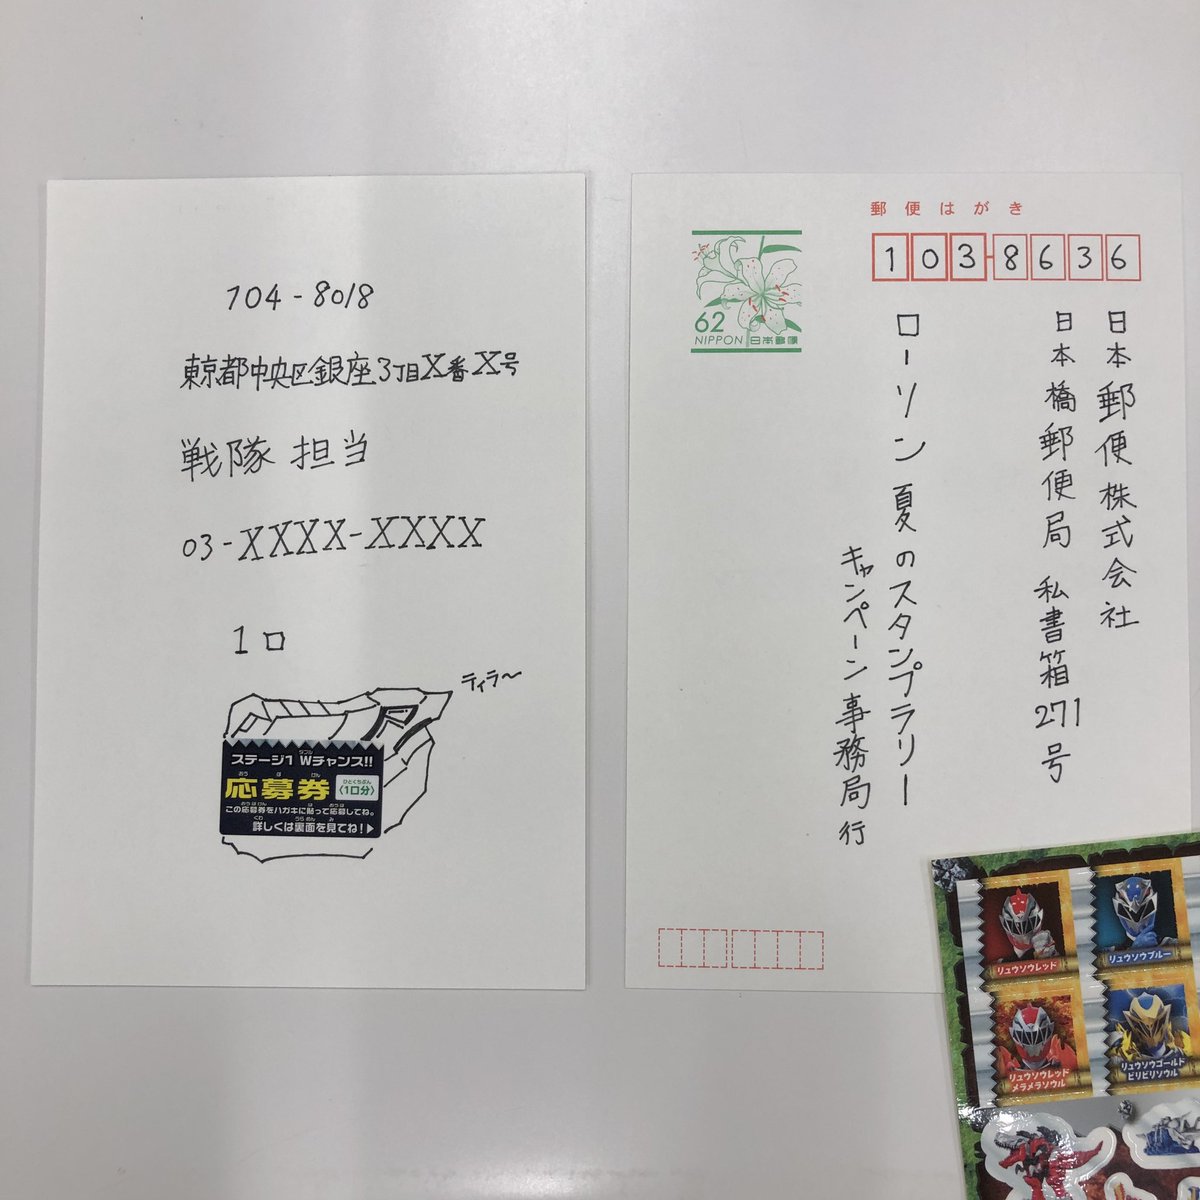 104-8018
東京都中央区銀座3丁目X番X号
戦隊 担当
03-XXXX-XXXX
1口
ティラ〜
ステージ1 Wチャンス!!
応募券
〈1口分〉
この応募券をハガキに貼って応募してね。
詳しくは裏面を見てね!▶
郵便はがき
103-8636
62
NIPPON 日本郵便
日本郵便株式会社
日本橋郵便局 私書箱271号
ローソン夏のスタンプラリー
キャンペーン事務局 行
リュウソウレッド
リュウソウブルー
リュウソウレッド
メラメラソウル
リュウソウゴールド
ビリビリソウル